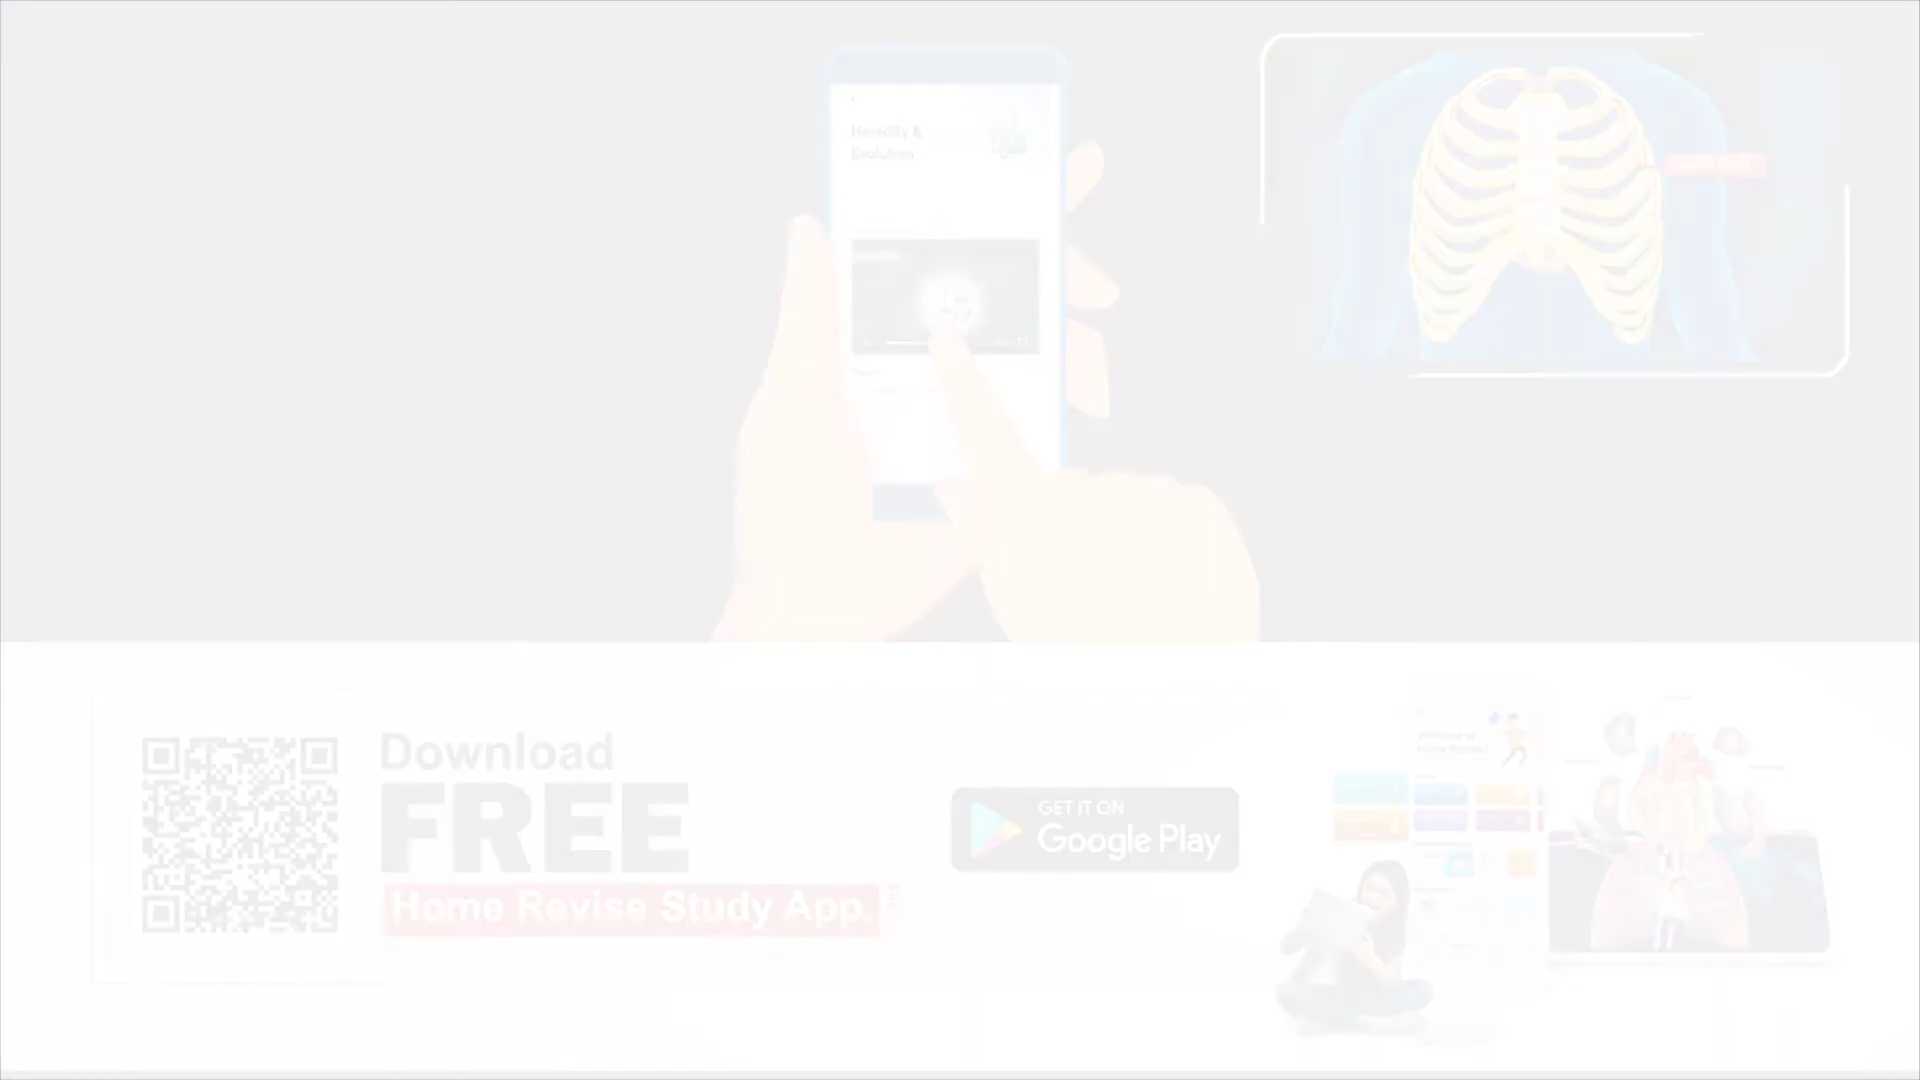 Heredity &
Evolution
Download
FREE
Home Revise Study App.
GET IT ON
Google Play